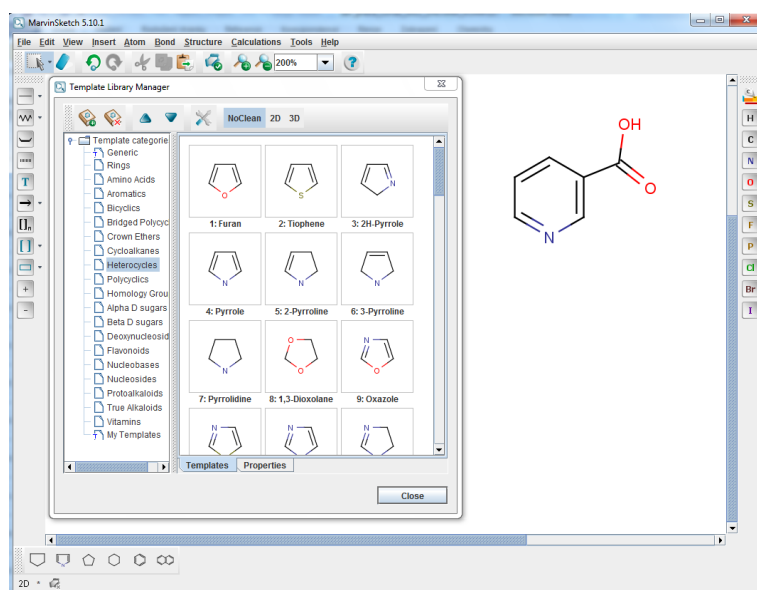 MarvinSketch 5.10.1
File Edit View Insert Atom Bond Structure Calculations Tools Help
200%
Template Library Manager
NoClean 2D 3D
Template categorie
Generic
Rings
Amino Acids
Aromatics
Bicyclics
Bridged Polycyc
Crown Ethers
Cycloalkanes
Heterocycles
Polycyclics
Homology Grou
Alpha D sugars
Beta D sugars
Deoxynucleosid
Flavonoids
Nucleobases
Nucleosides
Protoalkaloids
True Alkaloids
Vitamins
My Templates
O
S
N
1: Furan 2: Tiophene 3: 2H-Pyrrole
N N N
4: Pyrrole 5: 2-Pyrroline 6: 3-Pyrroline
N
O
O
N
O
7: Pyrrolidine 8: 1,3-Dioxolane 9: Oxazole
N N N
Templates Properties
Close
OH
O
N
T
[]n
[ ]
+
-
H
C
N
O
S
F
P
Cl
Br
I
2D